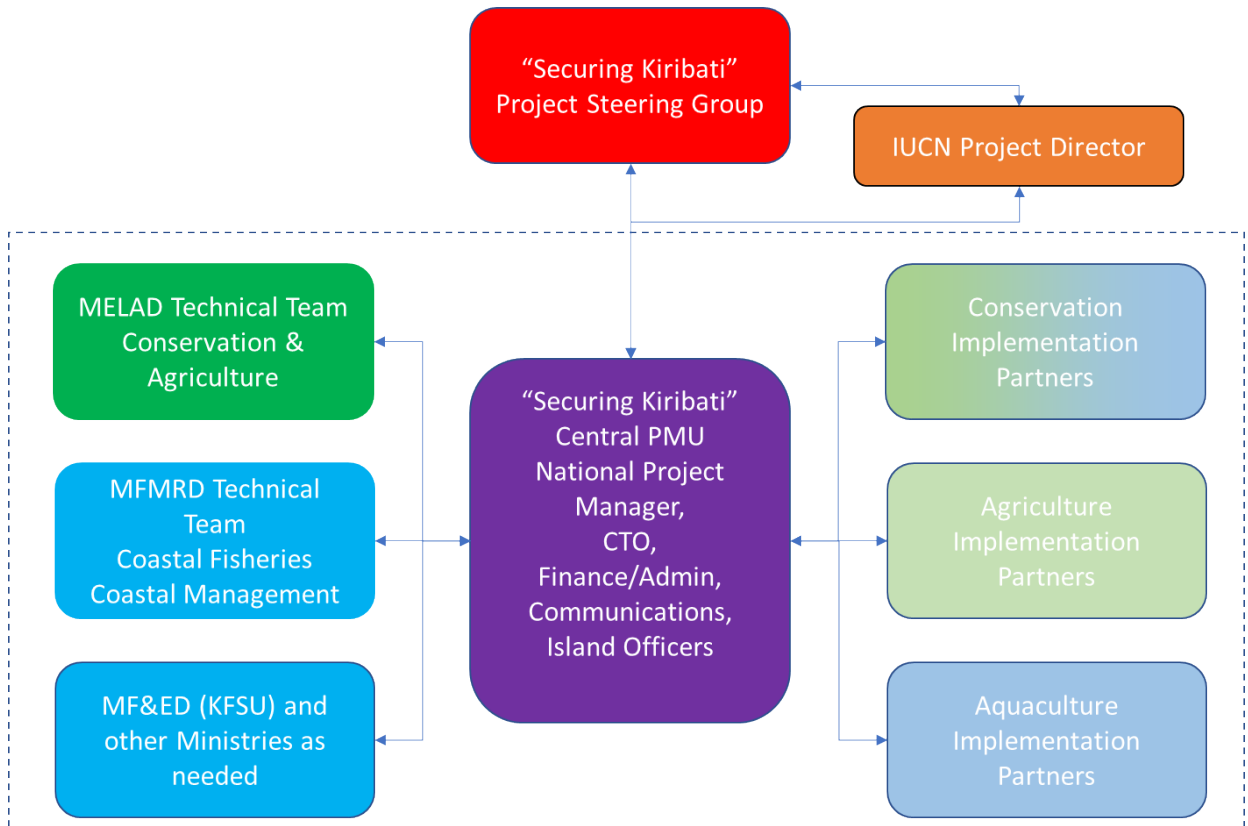 “Securing Kiribati”
Project Steering Group
IUCN Project Director
MELAD Technical Team
Conservation &
Agriculture
MFMRD Technical
Team
Coastal Fisheries
Coastal Management
MF&ED (KFSU) and
other Ministries as
needed
“Securing Kiribati”
Central PMU
National Project
Manager,
CTO,
Finance/Admin,
Communications,
Island Officers
Conservation
Implementation
Partners
Agriculture
Implementation
Partners
Aquaculture
Implementation
Partners